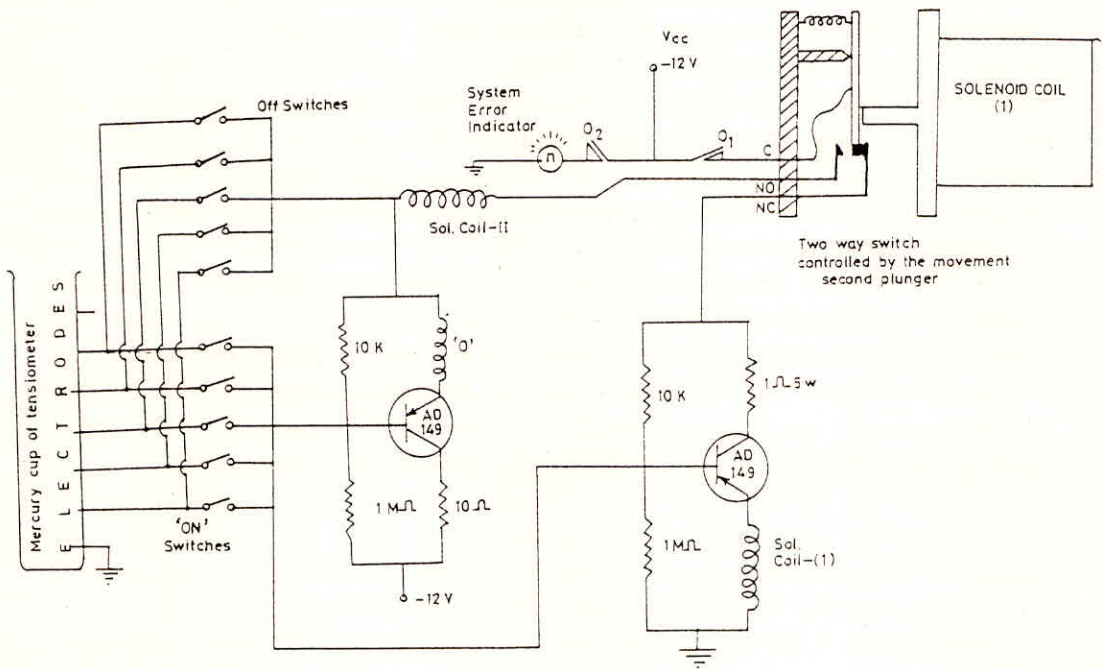 Off Switches
System
Error
Indicator
Vcc
-12 V
O2
O1
C
NO
NC
SOLENOID COIL
(1)
Two way switch
controlled by the movement
second plunger
Sol. Coil-II
Mercury cup of tensiometer
ELECTRODES
'ON'
Switches
10 K
'O'
AD
149
1 MΩ
10 Ω
-12 V
10 K
1Ω 5w
AD
149
1 MΩ
Sol.
Coil-(1)